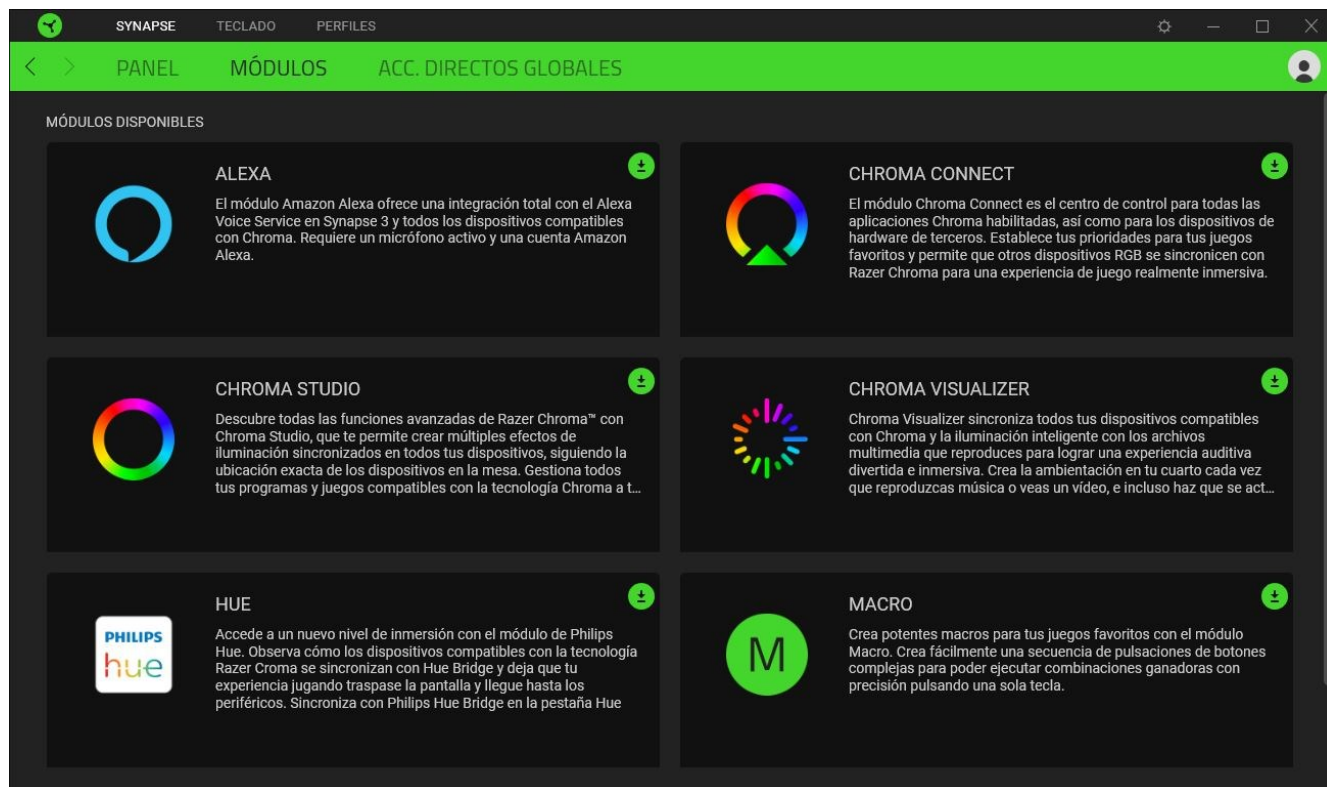 SYNAPSE TECLADO PERFILES
PANEL MÓDULOS ACC. DIRECTOS GLOBALES
MÓDULOS DISPONIBLES
ALEXA
El módulo Amazon Alexa ofrece una integración total con el Alexa
Voice Service en Synapse 3 y todos los dispositivos compatibles
con Chroma. Requiere un micrófono activo y una cuenta Amazon
Alexa.
CHROMA CONNECT
El módulo Chroma Connect es el centro de control para todas las
aplicaciones Chroma habilitadas, así como para los dispositivos de
hardware de terceros. Establece tus prioridades para tus juegos
favoritos y permite que otros dispositivos RGB se sincronicen con
Razer Chroma para una experiencia de juego realmente inmersiva.
CHROMA STUDIO
Descubre todas las funciones avanzadas de Razer Chroma™ con
Chroma Studio, que te permite crear múltiples efectos de
iluminación sincronizados en todos tus dispositivos, siguiendo la
ubicación exacta de los dispositivos en la mesa. Gestiona todos
tus programas y juegos compatibles con la tecnología Chroma a t...
CHROMA VISUALIZER
Chroma Visualizer sincroniza todos tus dispositivos compatibles
con Chroma y la iluminación inteligente con los archivos
multimedia que reproduces para lograr una experiencia auditiva
divertida e inmersiva. Crea la ambientación en tu cuarto cada vez
que reproduzcas música o veas un vídeo, e incluso haz que se act...
PHILIPS
hue
HUE
Accede a un nuevo nivel de inmersión con el módulo de Philips
Hue. Observa cómo los dispositivos compatibles con la tecnología
Razer Croma se sincronizan con Hue Bridge y deja que tu
experiencia jugando traspase la pantalla y llegue hasta los
periféricos. Sincroniza con Philips Hue Bridge en la pestaña Hue
M
MACRO
Crea potentes macros para tus juegos favoritos con el módulo
Macro. Crea fácilmente una secuencia de pulsaciones de botones
complejas para poder ejecutar combinaciones ganadoras con
precisión pulsando una sola tecla.